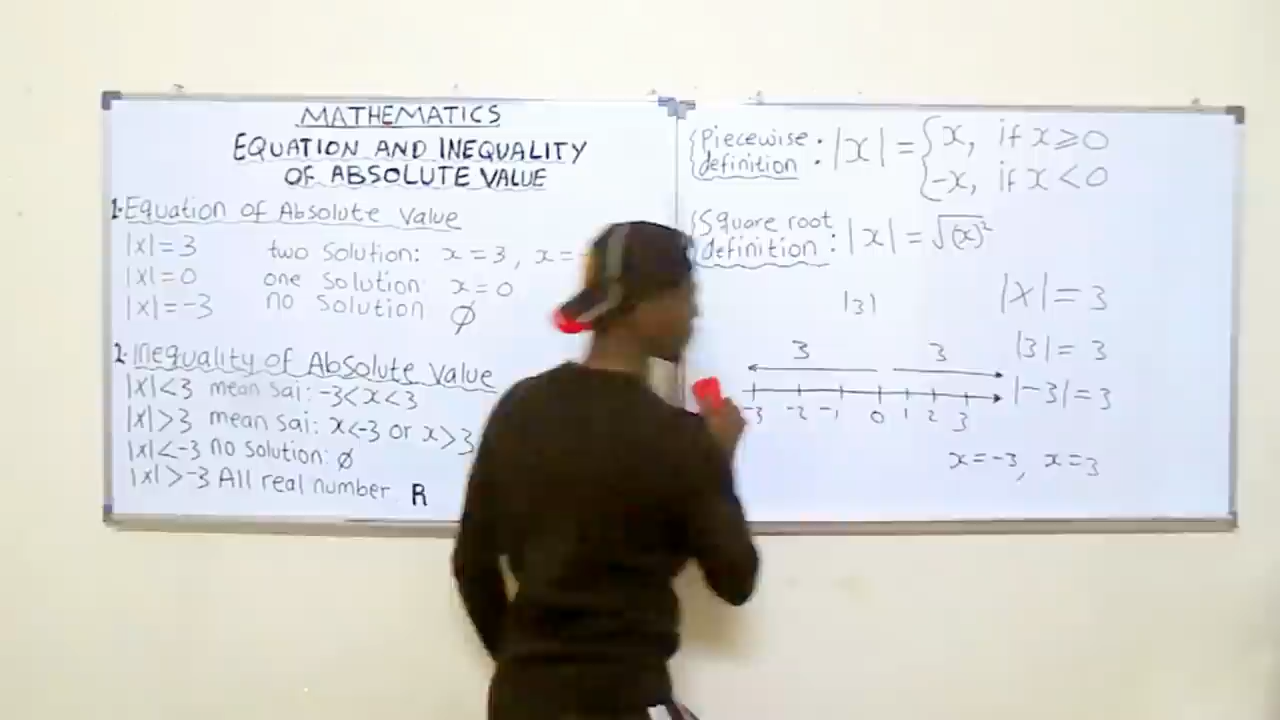 MATHEMATICS
EQUATION AND INEQUALITY
OF ABSOLUTE VALUE
1. Equation of Absolute Value
|x|=3 two solution: x=3, x=-
|x|=0 one solution x=0
|x|=-3 no solution ∅
2. Inequality of Absolute Value
|x|<3 mean sai: -3<x<3
|x|>3 mean sai: x<-3 or x>3
|x|<-3 no solution: ∅
|x|>-3 All real number R
Piecewise definition: |x| = { x, if x≥0
-x, if x<0
Square root definition: |x| = √(x)²
|3| |x|=3
3 3 |3|=3
|-3|=3
-3 -2 -1 0 1 2 3
x=-3, x=3